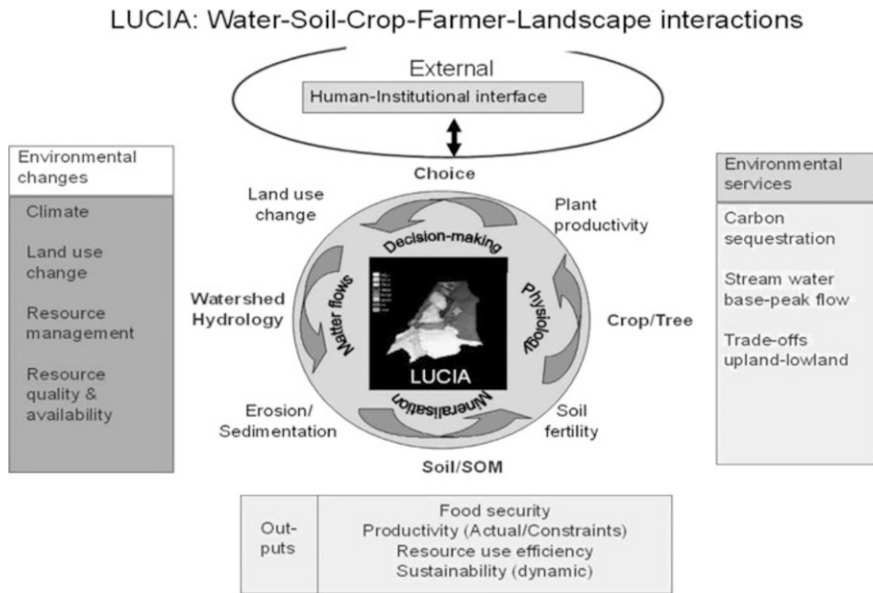 LUCIA: Water-Soil-Crop-Farmer-Landscape interactions
External
Human-Institutional interface
Environmental
changes
Climate
Land use
change
Resource
management
Resource
quality &
availability
Choice
Land use
change
Plant
productivity
Decision-making
Watershed
Hydrology
Matter flows
Physiology
Crop/Tree
LUCIA
Mineralisation
Erosion/
Sedimentation
Soil
fertility
Soil/SOM
Environmental
services
Carbon
sequestration
Stream water
base-peak flow
Trade-offs
upland-lowland
Out-
puts
Food security
Productivity (Actual/Constraints)
Resource use efficiency
Sustainability (dynamic)